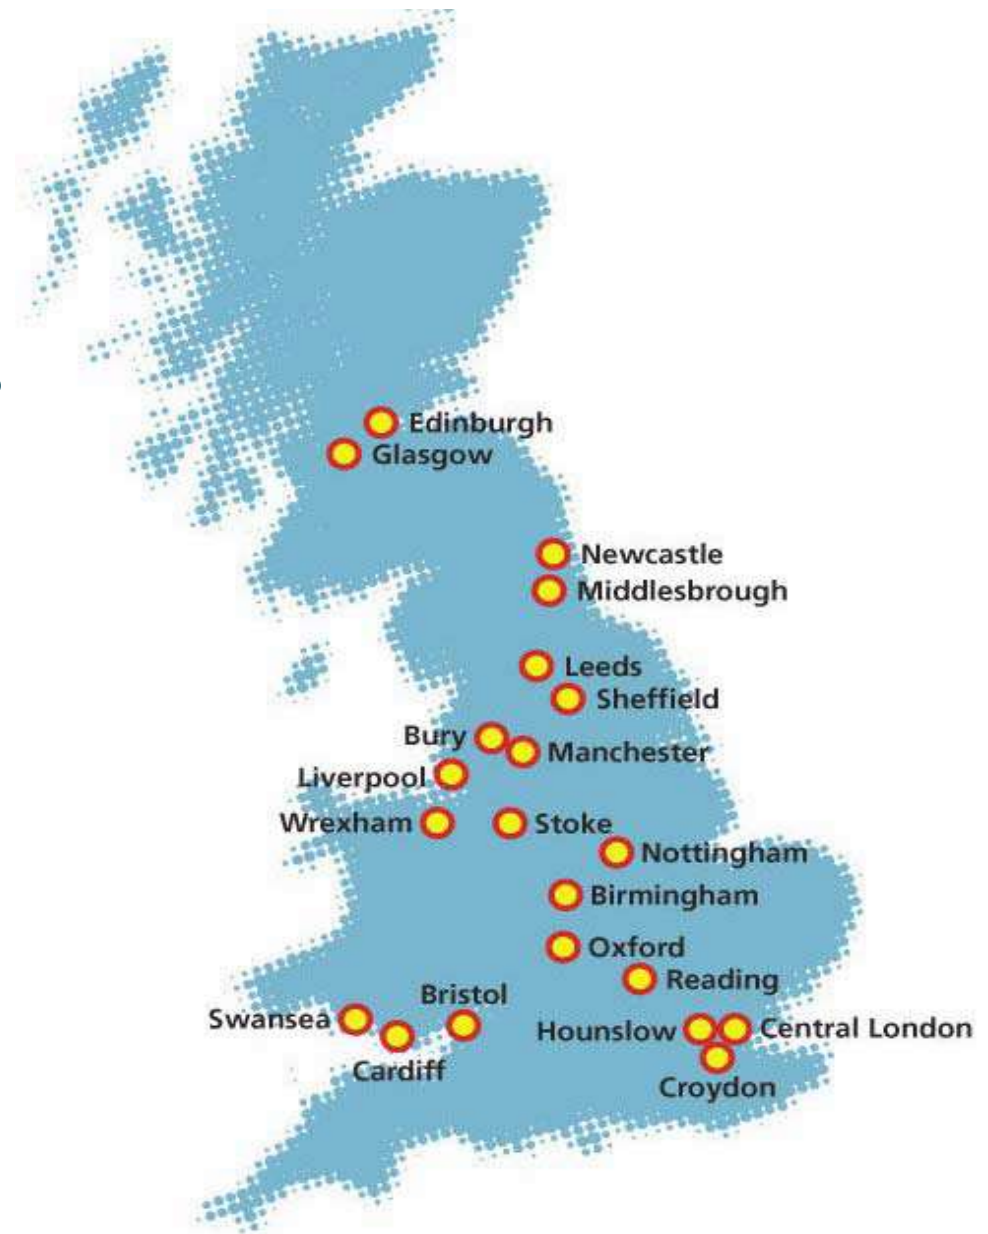 Edinburgh
Glasgow
Newcastle
Middlesbrough
Leeds
Sheffield
Bury
Manchester
Liverpool
Wrexham
Stoke
Nottingham
Birmingham
Oxford
Reading
Bristol
Swansea
Hounslow
Central London
Cardiff
Croydon